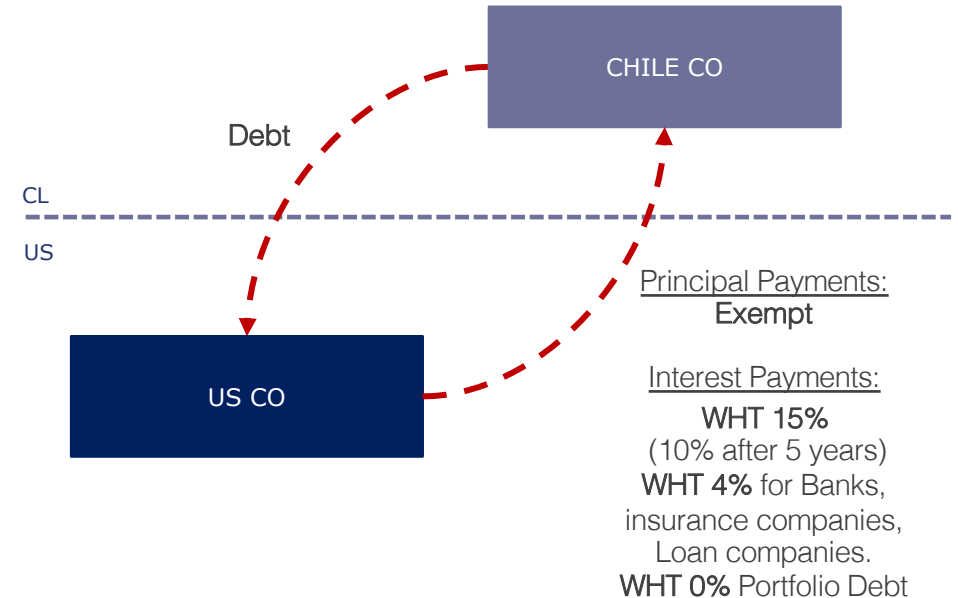 CHILE CO
Debt
CL
US
Principal Payments:
Exempt
US CO
Interest Payments:
WHT 15%
(10% after 5 years)
WHT 4% for Banks,
insurance companies,
Loan companies.
WHT 0% Portfolio Debt